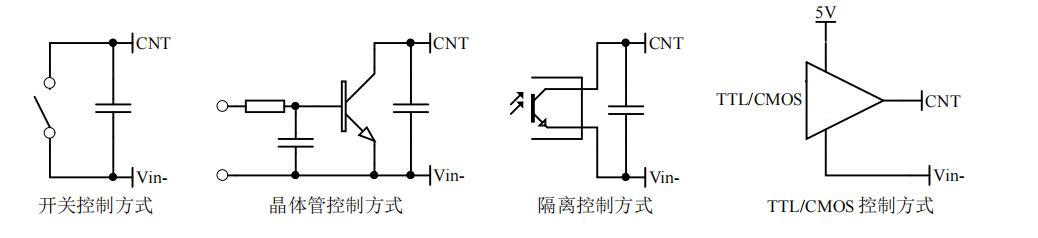 5V
CNT
CNT
CNT
TTL/CMOS
CNT
Vin-
Vin-
Vin-
Vin-
开关控制方式
晶体管控制方式
隔离控制方式
TTL/CMOS 控制方式